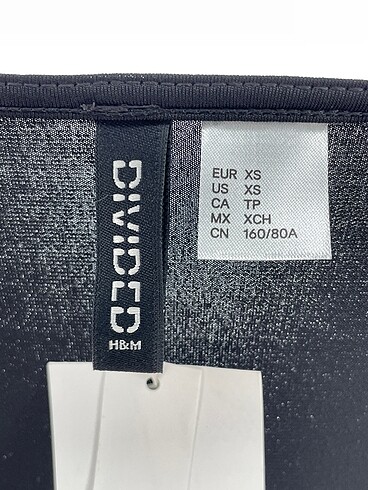 DIVIDED
H&M
EUR XS
US XS
CA TP
MX XCH
CN 160/80A